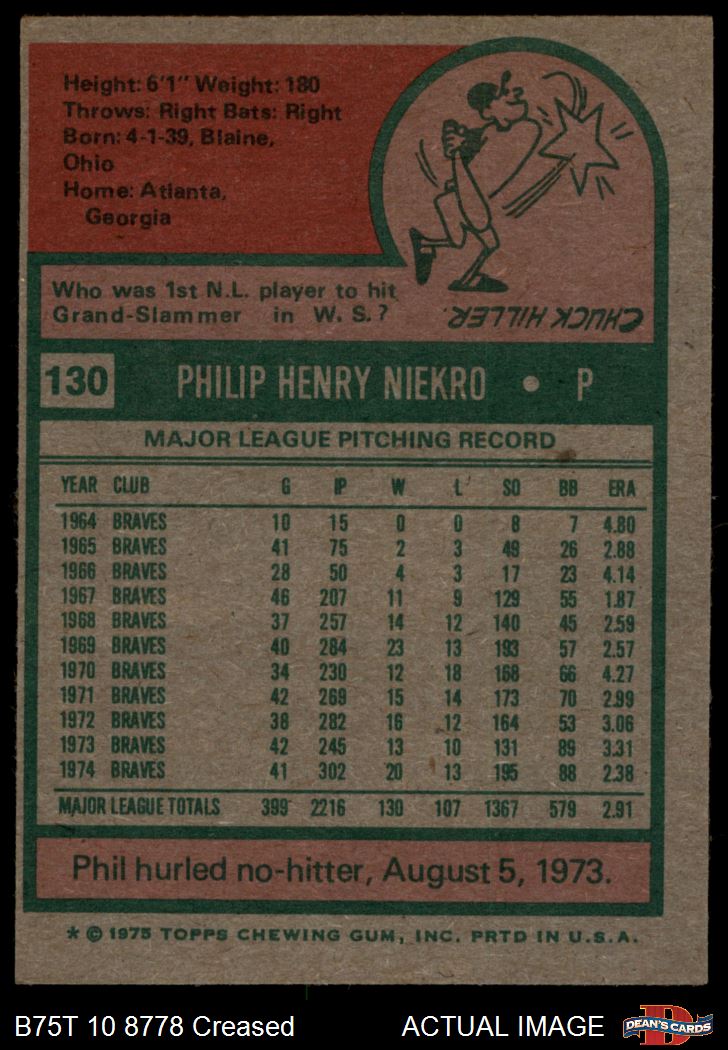 Height: 6'1" Weight: 180
Throws: Right Bats: Right
Born: 4-1-39, Blaine,
Ohio
Home: Atlanta,
Georgia
Who was 1st N.L. player to hit
Grand-Slammer in W. S.?
CHUCK HILLER.
130 PHILIP HENRY NIEKRO • P
MAJOR LEAGUE PITCHING RECORD
YEAR CLUB G IP W L SO BB ERA
1964 BRAVES 10 15 0 0 8 7 4.80
1965 BRAVES 41 75 2 3 49 26 2.88
1966 BRAVES 28 50 4 3 17 23 4.14
1967 BRAVES 46 207 11 9 129 55 1.87
1968 BRAVES 37 257 14 12 140 45 2.59
1969 BRAVES 40 284 23 13 193 57 2.57
1970 BRAVES 34 230 12 18 168 66 4.27
1971 BRAVES 42 269 15 14 173 70 2.99
1972 BRAVES 38 282 16 12 164 53 3.06
1973 BRAVES 42 245 13 10 131 89 3.31
1974 BRAVES 41 302 20 13 195 88 2.38
MAJOR LEAGUE TOTALS 399 2216 130 107 1367 579 2.91
Phil hurled no-hitter, August 5, 1973.
* © 1975 TOPPS CHEWING GUM, INC. PRTD IN U.S.A.
B75T 10 8778 Creased ACTUAL IMAGE
D
DEAN'S CARDS